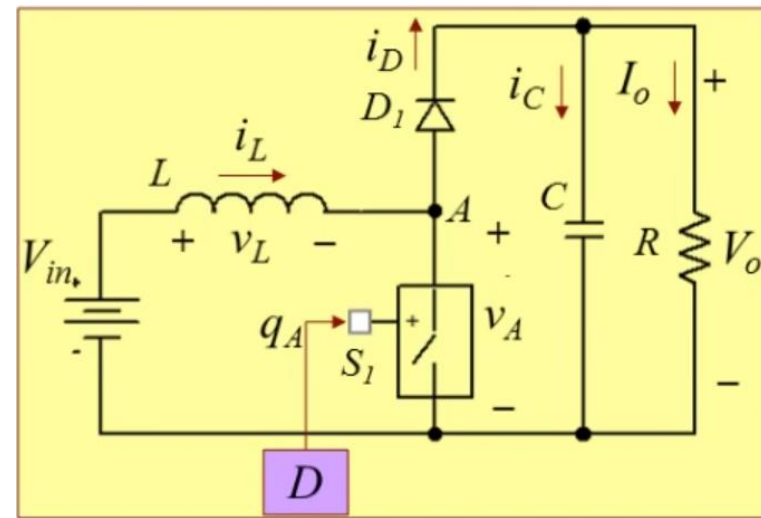 i_D
D_1
i_C
I_o
+
L
i_L
A
C
R
V_o
+ v_L −
+
V_in
+
-
q_A
+
S_1
v_A
−
−
D